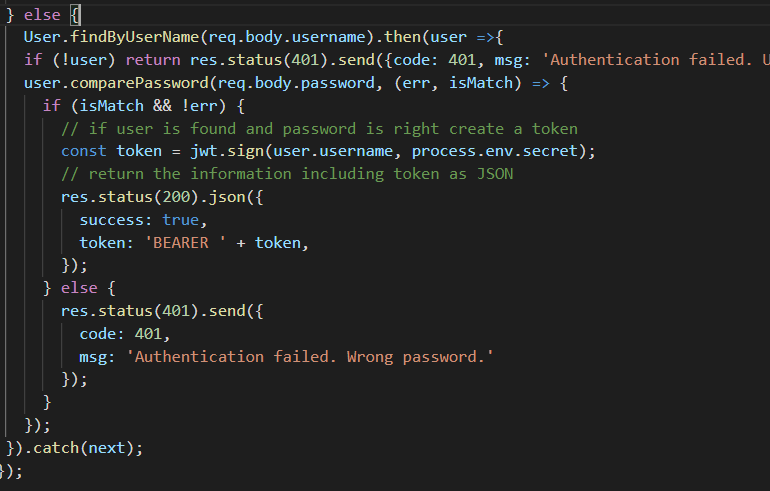 } else {
User.findByUserName(req.body.username).then(user =>{
if (!user) return res.status(401).send({code: 401, msg: 'Authentication failed. U
user.comparePassword(req.body.password, (err, isMatch) => {
if (isMatch && !err) {
// if user is found and password is right create a token
const token = jwt.sign(user.username, process.env.secret);
// return the information including token as JSON
res.status(200).json({
success: true,
token: 'BEARER ' + token,
});
} else {
res.status(401).send({
code: 401,
msg: 'Authentication failed. Wrong password.'
});
}
});
}).catch(next);
});